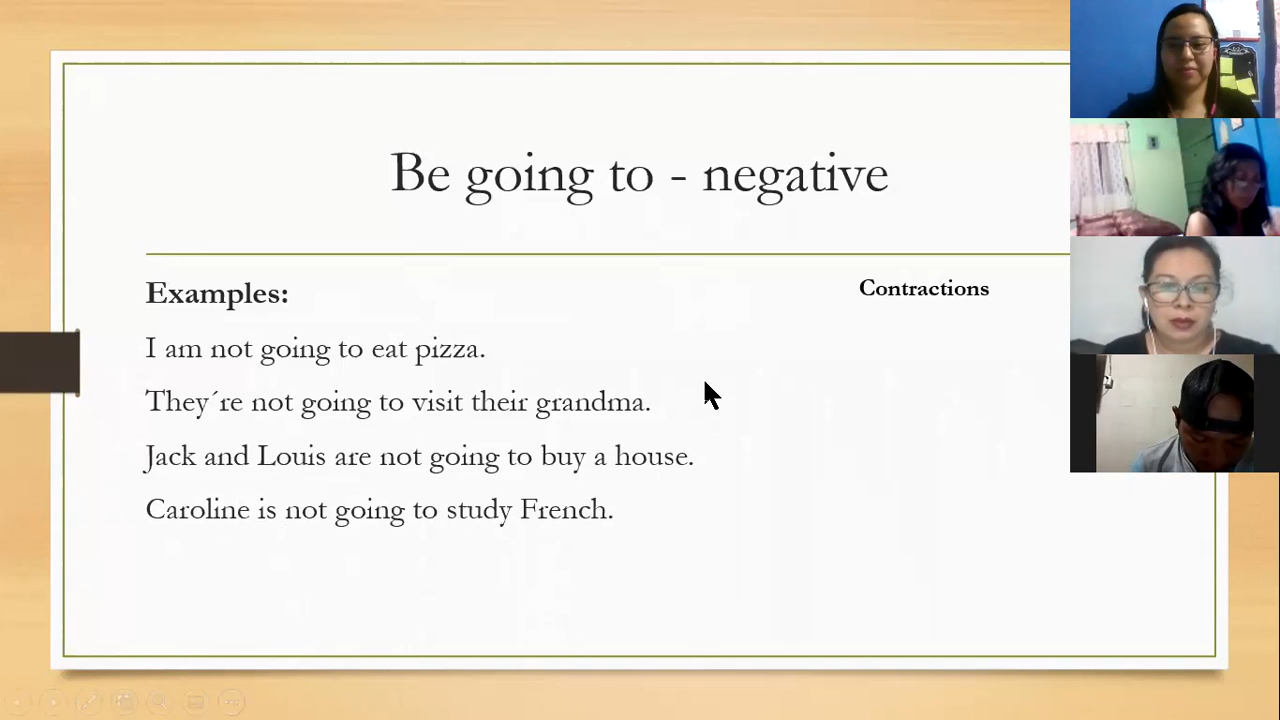 Be going to - negative
Examples:
Contractions
I am not going to eat pizza.
They´re not going to visit their grandma.
Jack and Louis are not going to buy a house.
Caroline is not going to study French.